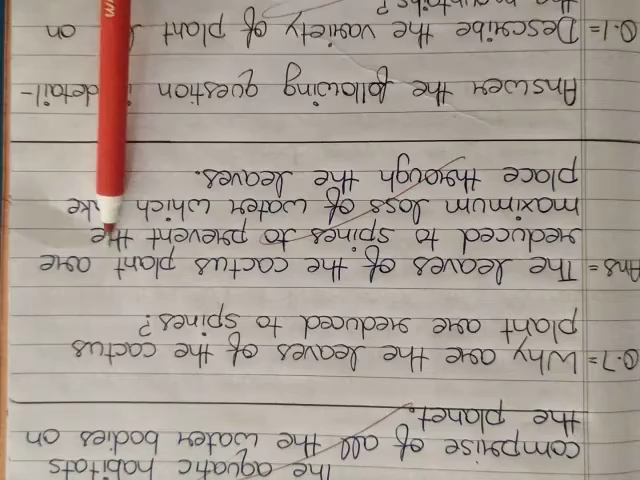 The aquatic habitats
comprise of all the water bodies on
the planet.
Q.7= Why are the leaves of the cactus
plant are reduced to spines?
Ans= The leaves of the cactus plant are
reduced to spines to prevent the
maximum loss of water which
place through the leaves.
Answer the following question detail-
Q.1= Describe the variety of plant on
the mountains?